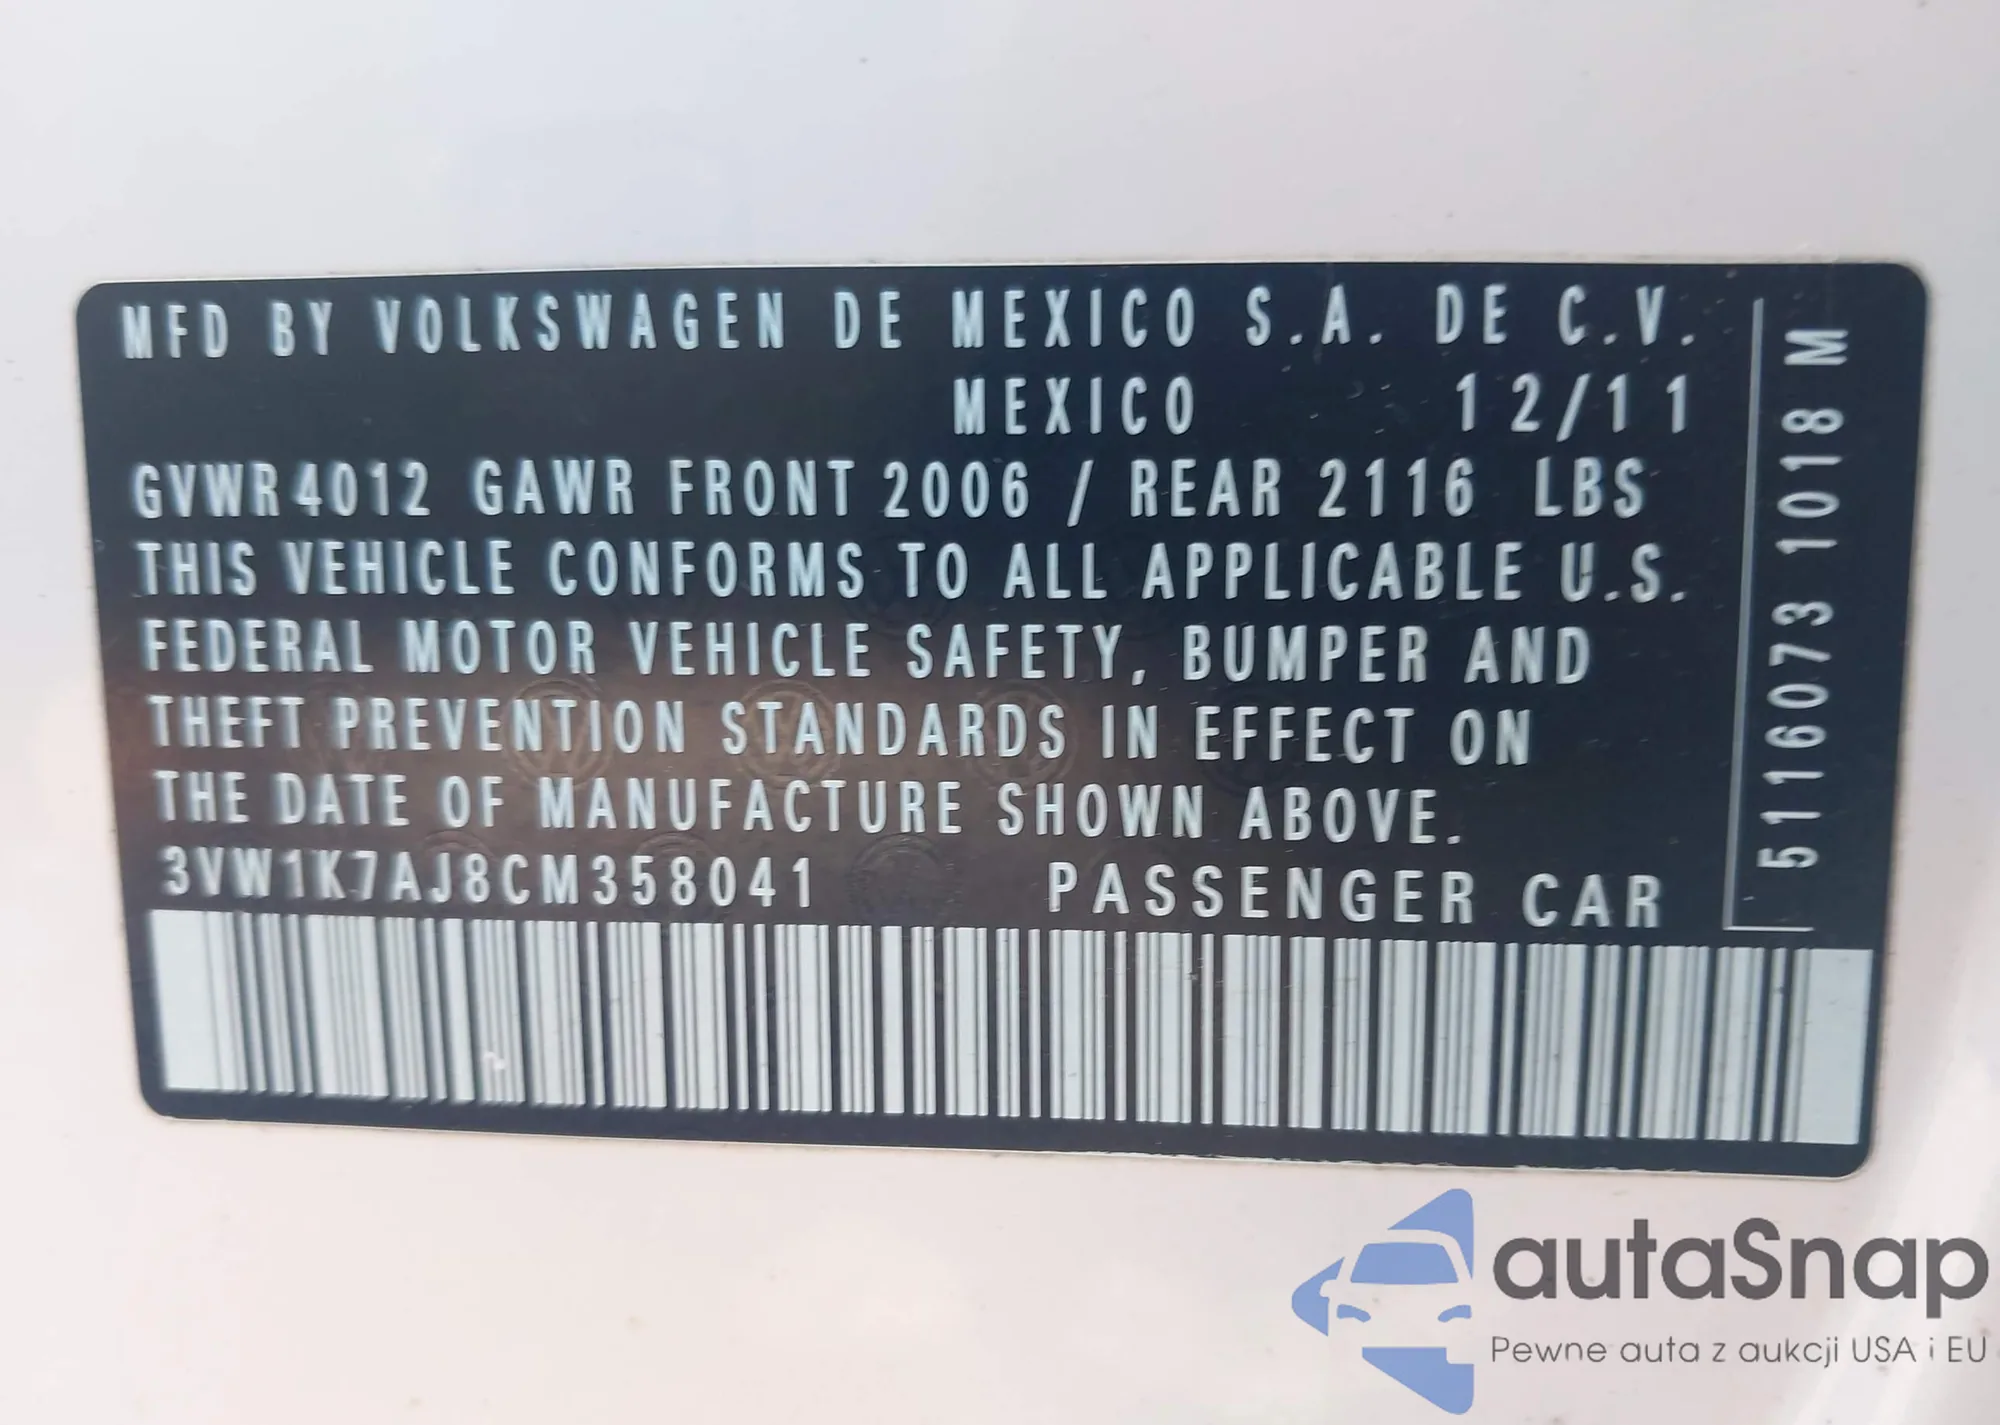 MFD BY VOLKSWAGEN DE MEXICO S.A. DE C.V.
MEXICO 12/11
GVWR 4012 GAWR FRONT 2006 / REAR 2116 LBS
THIS VEHICLE CONFORMS TO ALL APPLICABLE U.S.
FEDERAL MOTOR VEHICLE SAFETY, BUMPER AND
THEFT PREVENTION STANDARDS IN EFFECT ON
THE DATE OF MANUFACTURE SHOWN ABOVE.
3VW1K7AJ8CM358041 PASSENGER CAR
5116073 1018 M
autaSnap
Pewne auta z aukcji USA i EU